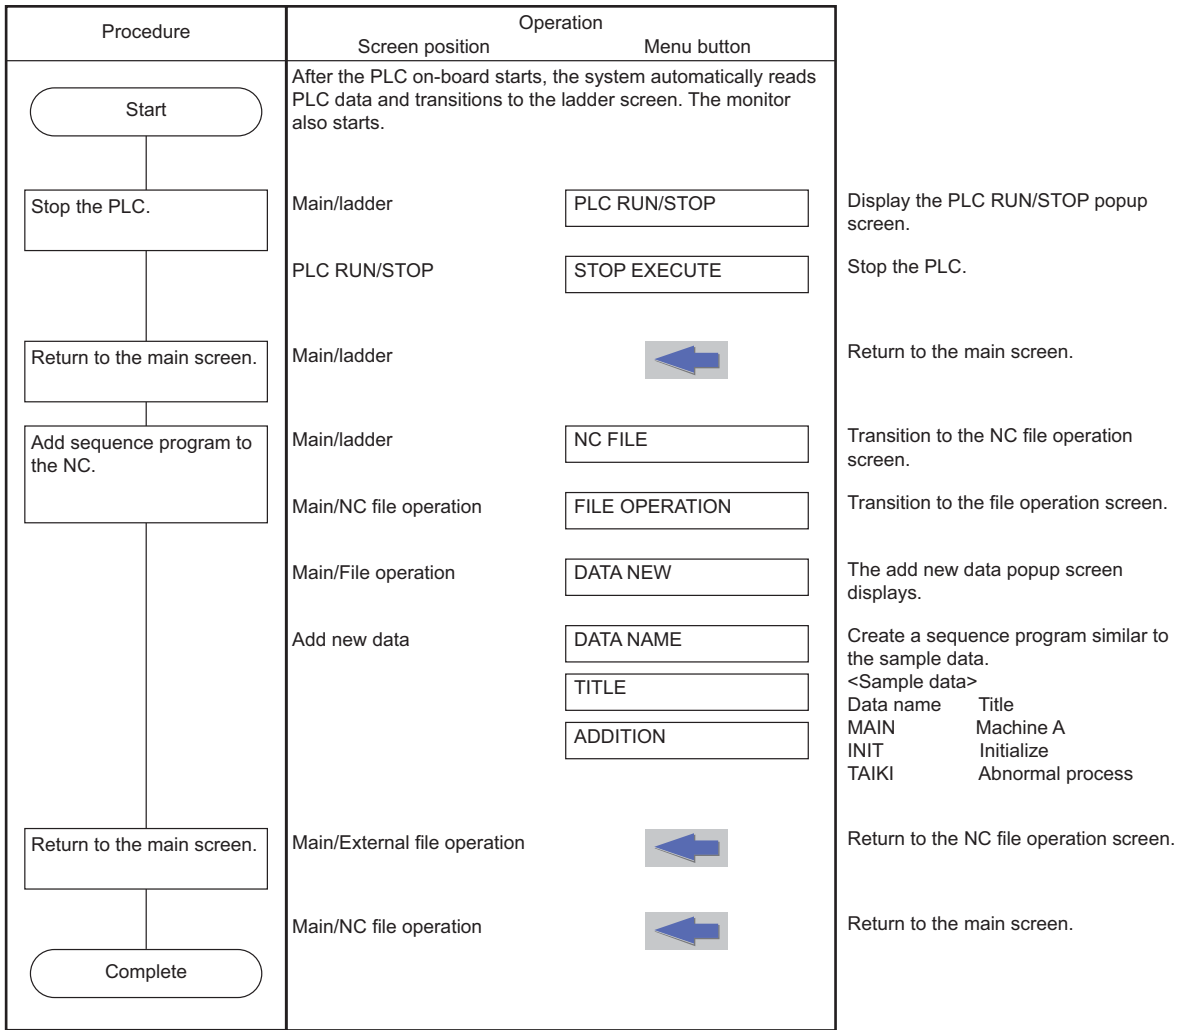 Procedure
Operation
Screen position Menu button
After the PLC on-board starts, the system automatically reads
PLC data and transitions to the ladder screen. The monitor
also starts.
Start
Stop the PLC.
Main/ladder
PLC RUN/STOP
Display the PLC RUN/STOP popup
screen.
PLC RUN/STOP
STOP EXECUTE
Stop the PLC.
Return to the main screen.
Main/ladder
Return to the main screen.
Add sequence program to
the NC.
Main/ladder
NC FILE
Transition to the NC file operation
screen.
Main/NC file operation
FILE OPERATION
Transition to the file operation screen.
Main/File operation
DATA NEW
The add new data popup screen
displays.
Add new data
DATA NAME
TITLE
ADDITION
Create a sequence program similar to
the sample data.
<Sample data>
Data name Title
MAIN Machine A
INIT Initialize
TAIKI Abnormal process
Return to the main screen.
Main/External file operation
Return to the NC file operation screen.
Main/NC file operation
Return to the main screen.
Complete